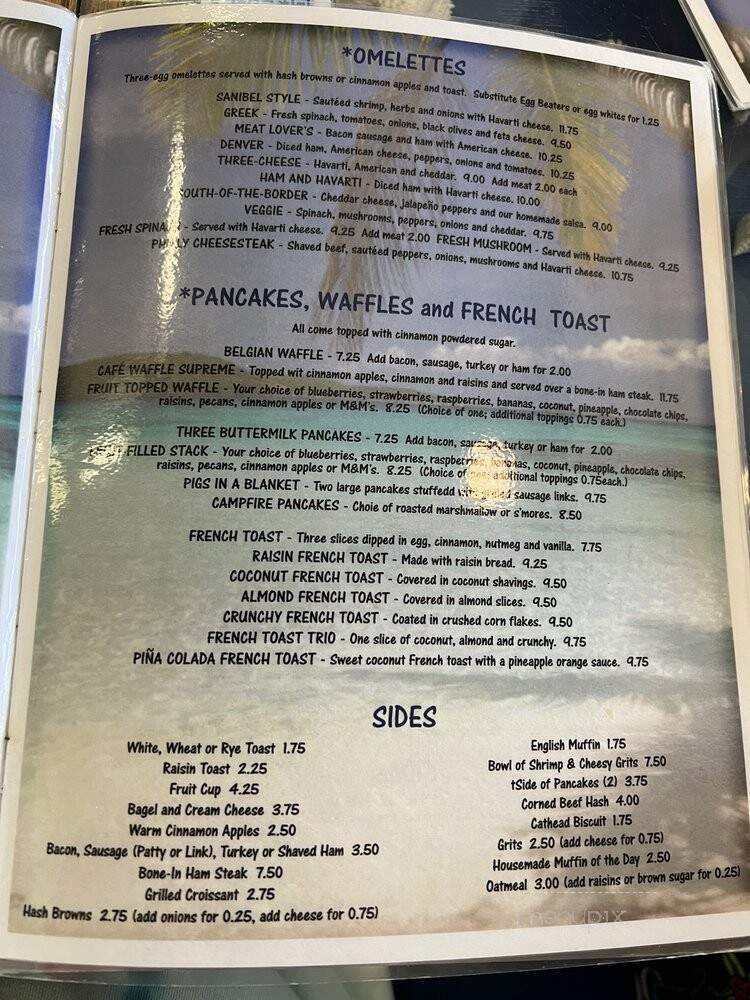 *OMELETTES
Three-egg omelettes served with hash browns or cinnamon apples and toast. Substitute Egg Beaters or egg whites for 1.25
SANIBEL STYLE - Sautéed shrimp, herbs and onions with Havarti cheese. 11.75
GREEK - Fresh spinach, tomatoes, onions, black olives and feta cheese. 9.50
MEAT LOVER'S - Bacon sausage and ham with American cheese. 10.25
DENVER - Diced ham, American cheese, peppers, onions and tomatoes. 10.25
THREE-CHEESE - Havarti, American and cheddar. 9.00 Add meat 2.00 each
HAM AND HAVARTI - Diced ham with Havarti cheese. 10.00
SOUTH-OF-THE-BORDER - Cheddar cheese, jalapeño peppers and our homemade salsa. 9.00
VEGGIE - Spinach, mushrooms, peppers, onions and cheddar. 9.75
FRESH SPINACH - Served with Havarti cheese. 9.25 Add meat 2.00 FRESH MUSHROOM - Served with Havarti cheese. 9.25
PHILLY CHEESESTEAK - Shaved beef, sautéed peppers, onions, mushrooms and Havarti cheese. 10.75
*PANCAKES, WAFFLES and FRENCH TOAST
All come topped with cinnamon powdered sugar.
BELGIAN WAFFLE - 7.25 Add bacon, sausage, turkey or ham for 2.00
CAFÉ WAFFLE SUPREME - Topped wit cinnamon apples, cinnamon and raisins and served over a bone-in ham steak. 11.75
FRUIT TOPPED WAFFLE - Your choice of blueberries, strawberries, raspberries, bananas, coconut, pineapple, chocolate chips,
raisins, pecans, cinnamon apples or M&M's. 8.25 (Choice of one; additional toppings 0.75 each.)
THREE BUTTERMILK PANCAKES - 7.25 Add bacon, sausage, turkey or ham for 2.00
FILLED STACK - Your choice of blueberries, strawberries, raspberries, bananas, coconut, pineapple, chocolate chips,
raisins, pecans, cinnamon apples or M&M's. 8.25 (Choice of one; additional toppings 0.75each.)
PIGS IN A BLANKET - Two large pancakes stuffedd with sausage links. 9.75
CAMPFIRE PANCAKES - Choie of roasted marshmallow or s'mores. 8.50
FRENCH TOAST - Three slices dipped in egg, cinnamon, nutmeg and vanilla. 7.75
RAISIN FRENCH TOAST - Made with raisin bread. 9.25
COCONUT FRENCH TOAST - Covered in coconut shavings. 9.50
ALMOND FRENCH TOAST - Covered in almond slices. 9.50
CRUNCHY FRENCH TOAST - Coated in crushed corn flakes. 9.50
FRENCH TOAST TRIO - One slice of coconut, almond and crunchy. 9.75
PIÑA COLADA FRENCH TOAST - Sweet coconut French toast with a pineapple orange sauce. 9.75
SIDES
White, Wheat or Rye Toast 1.75
Raisin Toast 2.25
Fruit Cup 4.25
Bagel and Cream Cheese 3.75
Warm Cinnamon Apples 2.50
Bacon, Sausage (Patty or Link), Turkey or Shaved Ham 3.50
Bone-In Ham Steak 7.50
Grilled Croissant 2.75
Hash Browns 2.75 (add onions for 0.25, add cheese for 0.75)
English Muffin 1.75
Bowl of Shrimp & Cheesy Grits 7.50
tSide of Pancakes (2) 3.75
Corned Beef Hash 4.00
Cathead Biscuit 1.75
Grits 2.50 (add cheese for 0.75)
Housemade Muffin of the Day 2.50
Oatmeal 3.00 (add raisins or brown sugar for 0.25)
menupix